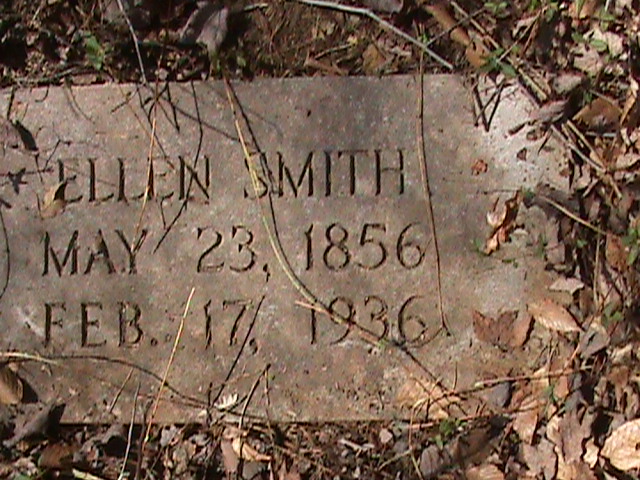 ELLEN SMITH
MAY 23, 1856
FEB. 17, 1936